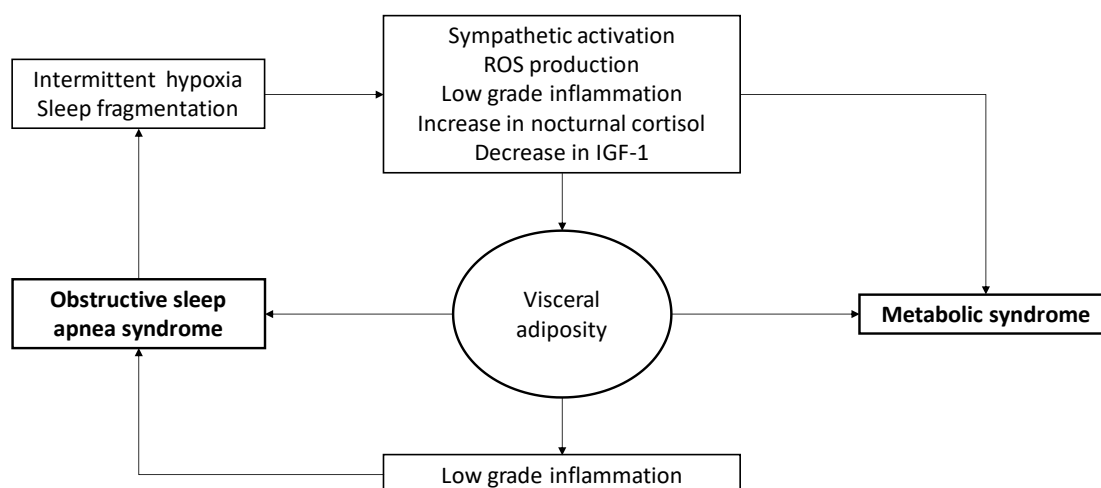 Sympathetic activation
ROS production
Low grade inflammation
Increase in nocturnal cortisol
Decrease in IGF-1
Intermittent hypoxia
Sleep fragmentation
Obstructive sleep
apnea syndrome
Visceral
adiposity
Metabolic syndrome
Low grade inflammation